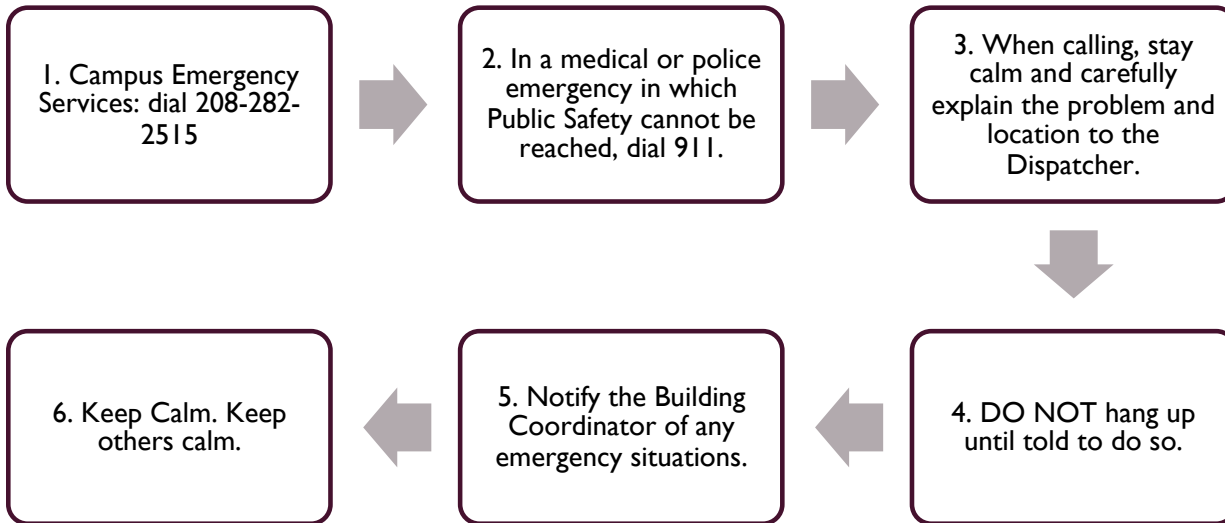 1. Campus Emergency
Services: dial 208-282-
2515
2. In a medical or police
emergency in which
Public Safety cannot be
reached, dial 911.
3. When calling, stay
calm and carefully
explain the problem and
location to the
Dispatcher.
4. DO NOT hang up
until told to do so.
5. Notify the Building
Coordinator of any
emergency situations.
6. Keep Calm. Keep
others calm.